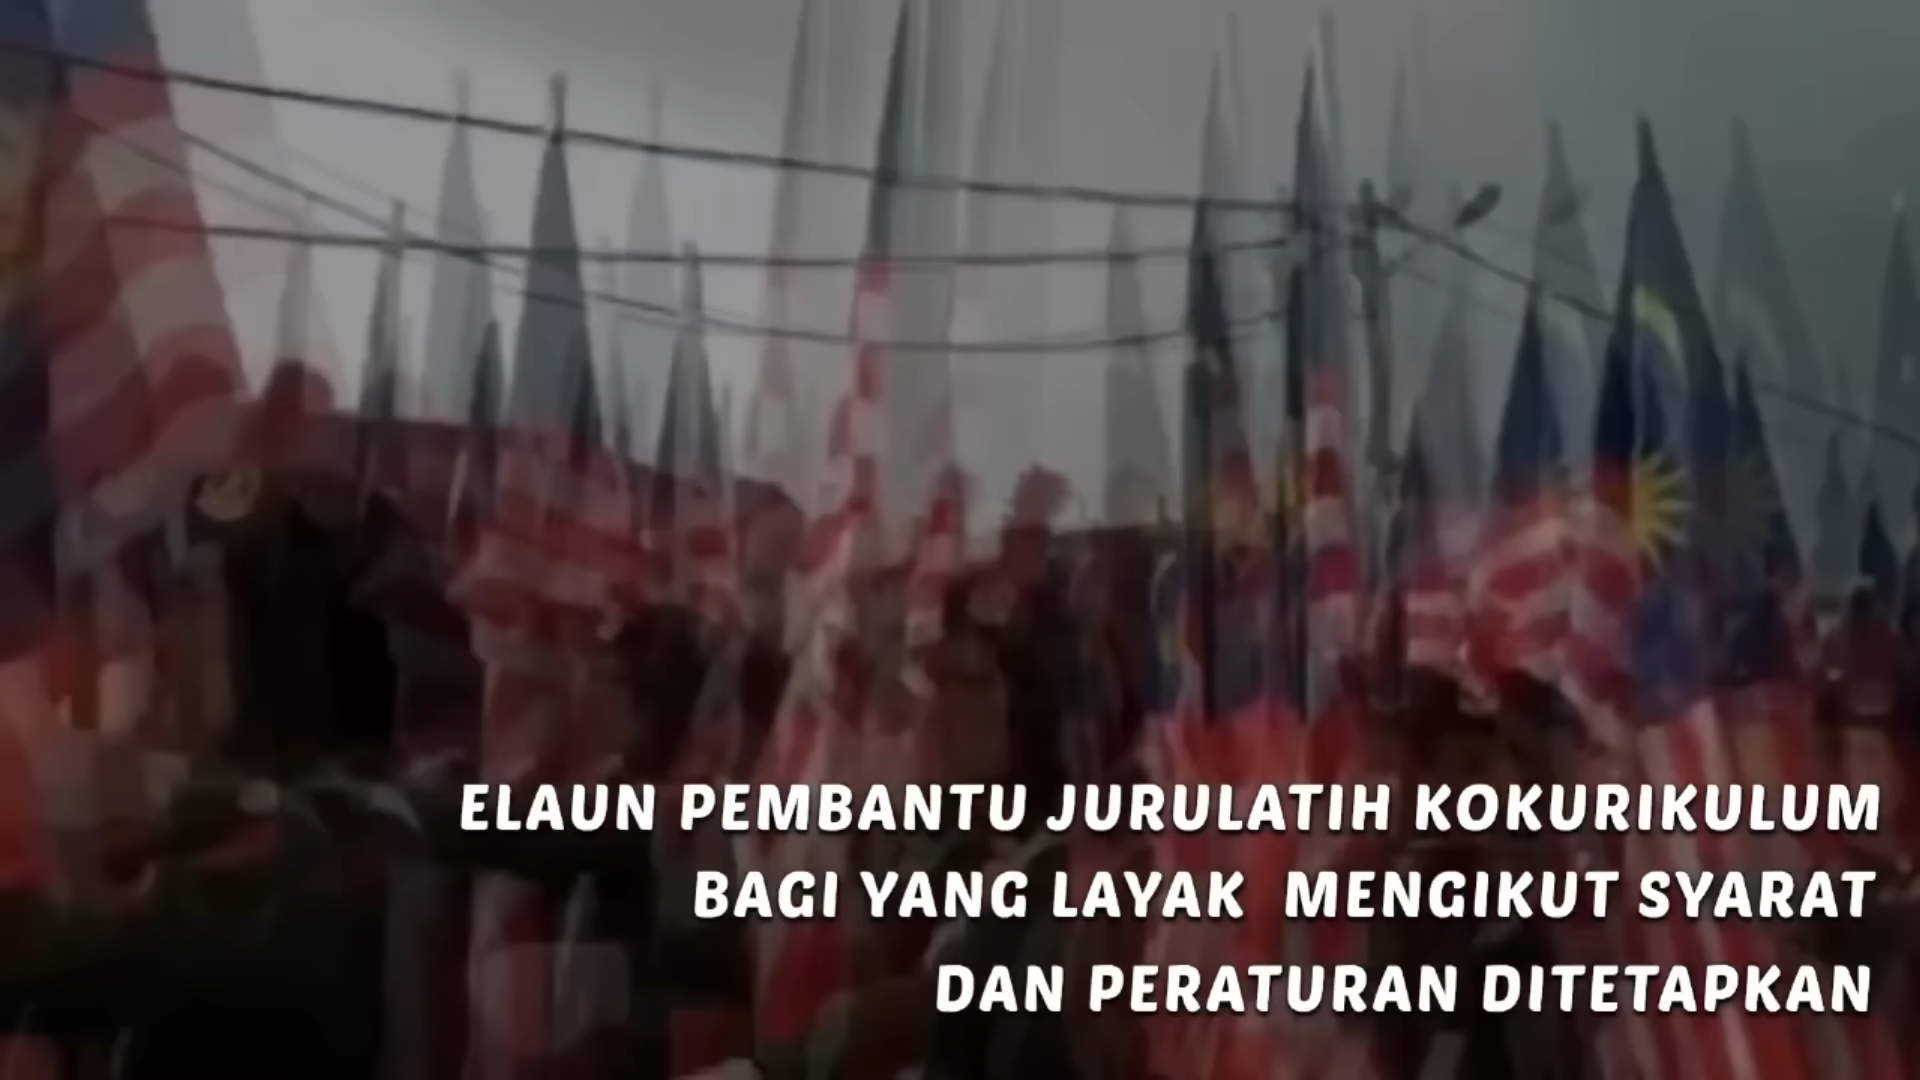 ELAUN PEMBANTU JURULATIH KOKURIKULUM
BAGI YANG LAYAK MENGIKUT SYARAT
DAN PERATURAN DITETAPKAN